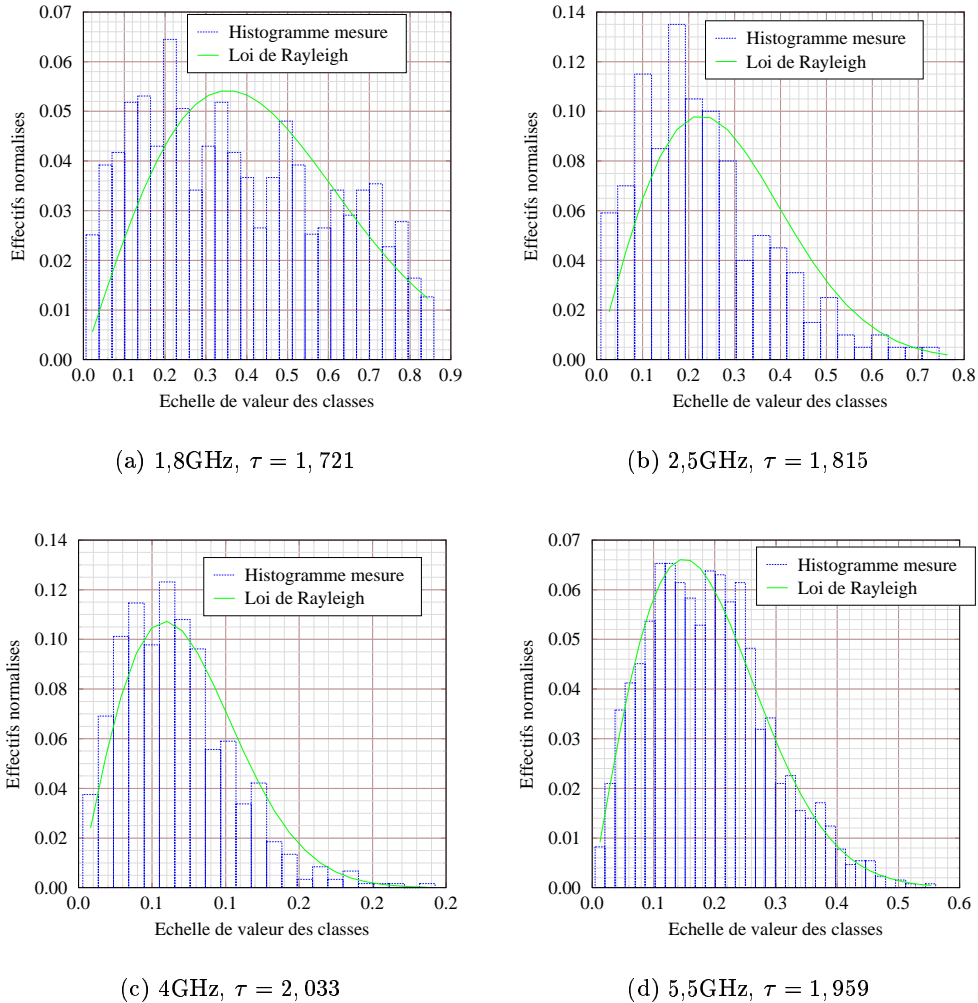 0.07
0.06
0.05
0.04
0.03
0.02
0.01
0.00
Effectifs normalises
Histogramme mesure
Loi de Rayleigh
0.0 0.1 0.2 0.3 0.4 0.5 0.6 0.7 0.8 0.9
Echelle de valeur des classes
(a) 1,8GHz, τ = 1, 721
0.14
0.13
0.10
0.08
0.06
0.04
0.02
0.00
Effectifs normalises
Histogramme mesure
Loi de Rayleigh
0.0 0.1 0.2 0.3 0.4 0.5 0.6 0.7 0.8
Echelle de valeur des classes
(b) 2,5GHz, τ = 1, 815
0.14
0.12
0.10
0.08
0.06
0.04
0.02
0.00
Effectifs normalises
Histogramme mesure
Loi de Rayleigh
0.0 0.1 0.1 0.2 0.2 0.2
Echelle de valeur des classes
(c) 4GHz, τ = 2, 033
0.07
0.06
0.05
0.04
0.03
0.02
0.01
0.00
Effectifs normalises
Histogramme mesure
Loi de Rayleigh
0.0 0.1 0.2 0.3 0.4 0.5 0.6
Echelle de valeur des classes
(d) 5,5GHz, τ = 1, 959